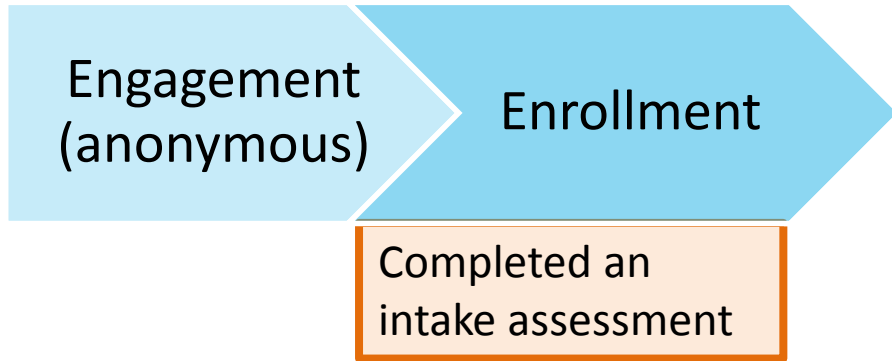 Engagement
(anonymous)
Enrollment
Completed an
intake assessment